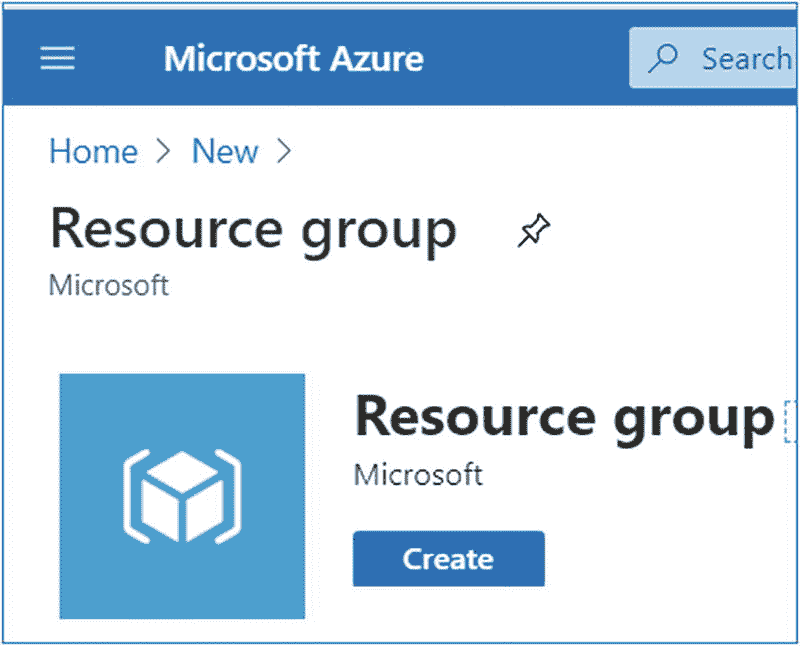 Microsoft Azure
Search
Home > New >
Resource group
Microsoft
Resource group
Microsoft
Create